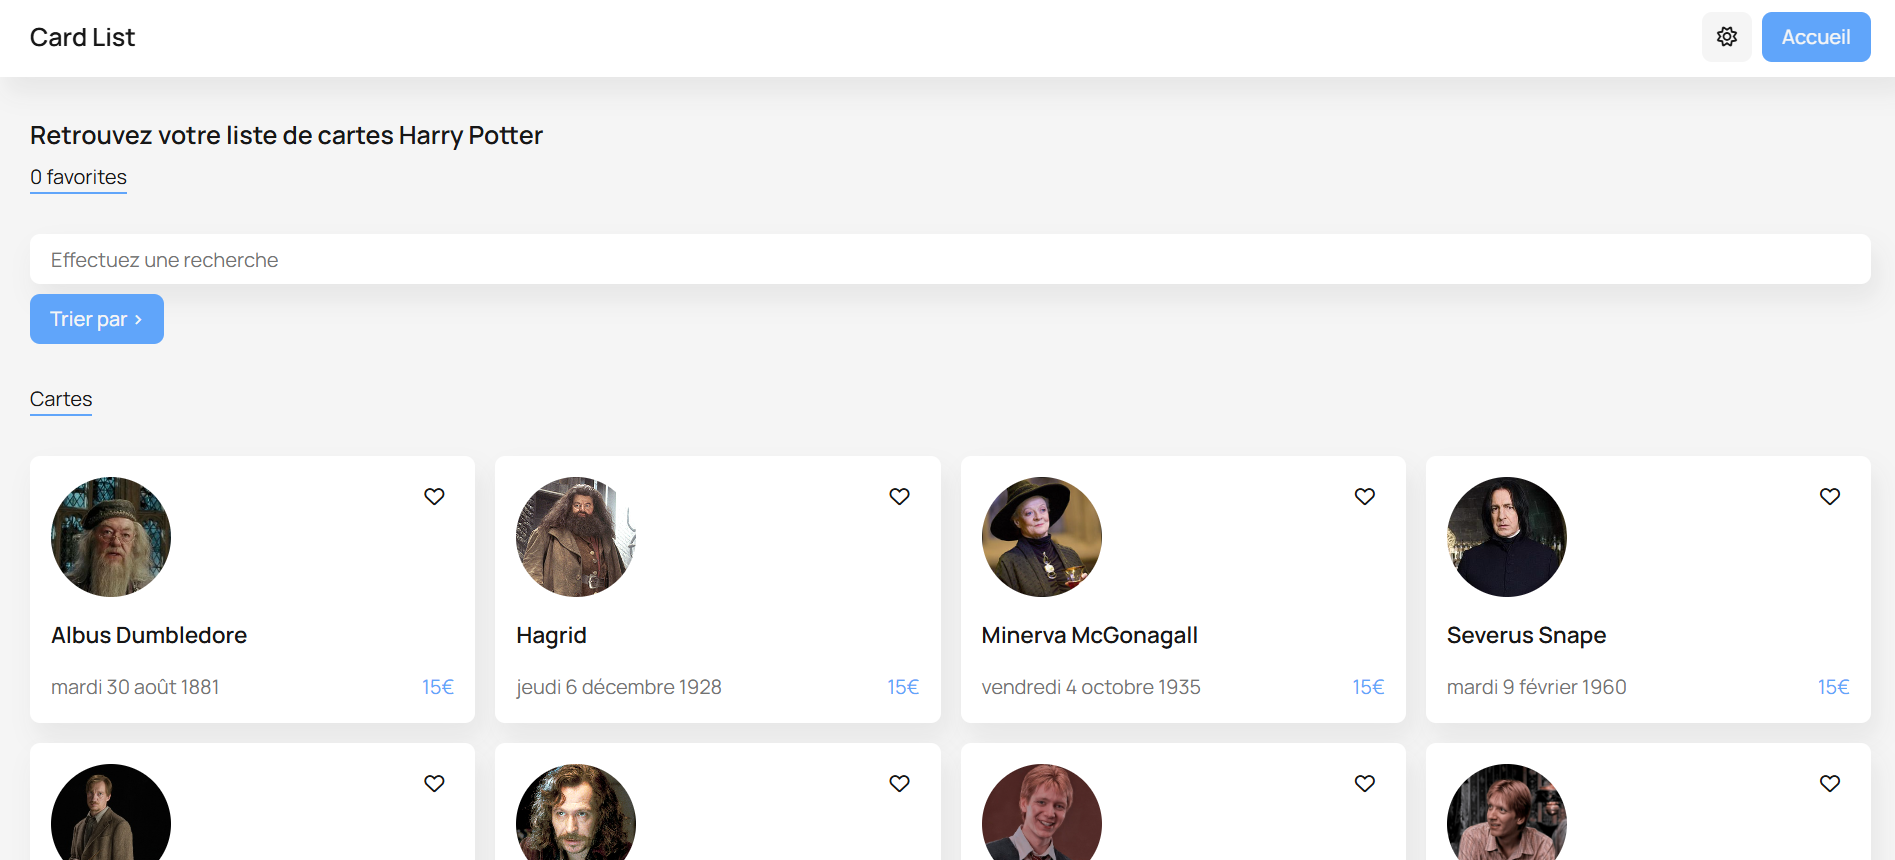 Card List
Accueil
Retrouvez votre liste de cartes Harry Potter
0 favorites
Effectuez une recherche
Trier par >
Cartes
Albus Dumbledore
mardi 30 août 1881 15€
Hagrid
jeudi 6 décembre 1928 15€
Minerva McGonagall
vendredi 4 octobre 1935 15€
Severus Snape
mardi 9 février 1960 15€